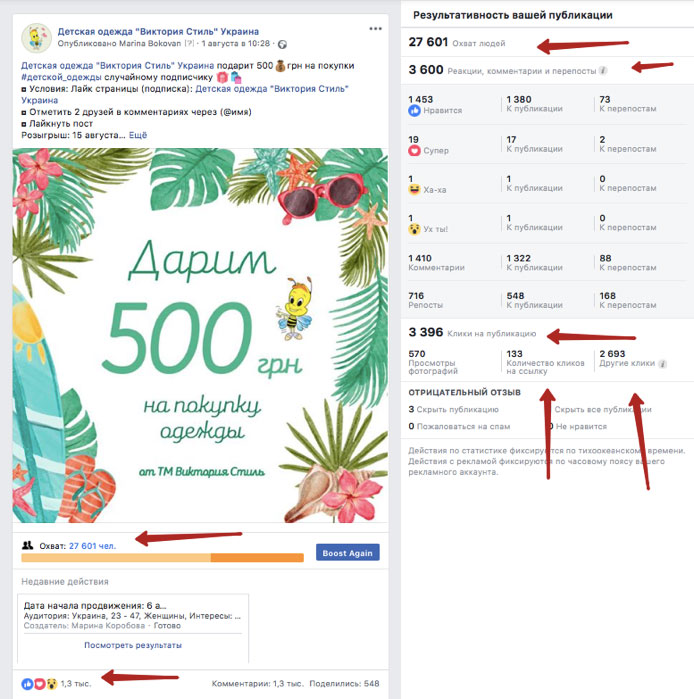 Детская одежда "Виктория Стиль" Украина
Опубликовано Marina Bokovan [?] · 1 августа в 10:28 ·
Детская одежда "Виктория Стиль" Украина подарит 500 грн на покупки
#детской_одежды случайному подписчику
Условия: Лайк страницы (подписка): Детская одежда "Виктория Стиль"
Украина
Отметить 2 друзей в комментариях через (@имя)
Лайкнуть пост
Розыгрыш: 15 августа... Ещё
Дарим
500 грн
на покупку
одежды
от ТМ Виктория Стиль
Охват: 27 601 чел.
Boost Again
Недавние действия
Дата начала продвижения: 6 а...
Аудитория: Украина, 23 - 47, Женщины, Интересы: ...
Создатель: Марина Коробова · Готово
Посмотреть результаты
1,3 тыс.
Комментарии: 1,3 тыс. Поделились: 548
Результативность вашей публикации
27 601 Охват людей
3 600 Реакции, комментарии и перепосты i
1 453 1 380 73
Нравится К публикации К перепостам
19 17 2
Супер К публикации К перепостам
1 1 0
Ха-ха К публикации К перепостам
1 1 0
Ух ты! К публикации К перепостам
1 410 1 322 88
Комментарии К публикации К перепостам
716 548 168
Репосты К публикации К перепостам
3 396 Клики на публикацию
570 133 2 693
Просмотры фотографий Количество кликов на ссылку Другие клики i
ОТРИЦАТЕЛЬНЫЙ ОТЗЫВ
3 Скрыть публикацию Скрыть все публикации
0 Пожаловаться на спам 0 Не нравится
Действия по статистике фиксируются по тихоокеанскому времени.
Действия с рекламой фиксируются по часовому поясу вашего
рекламного аккаунта.